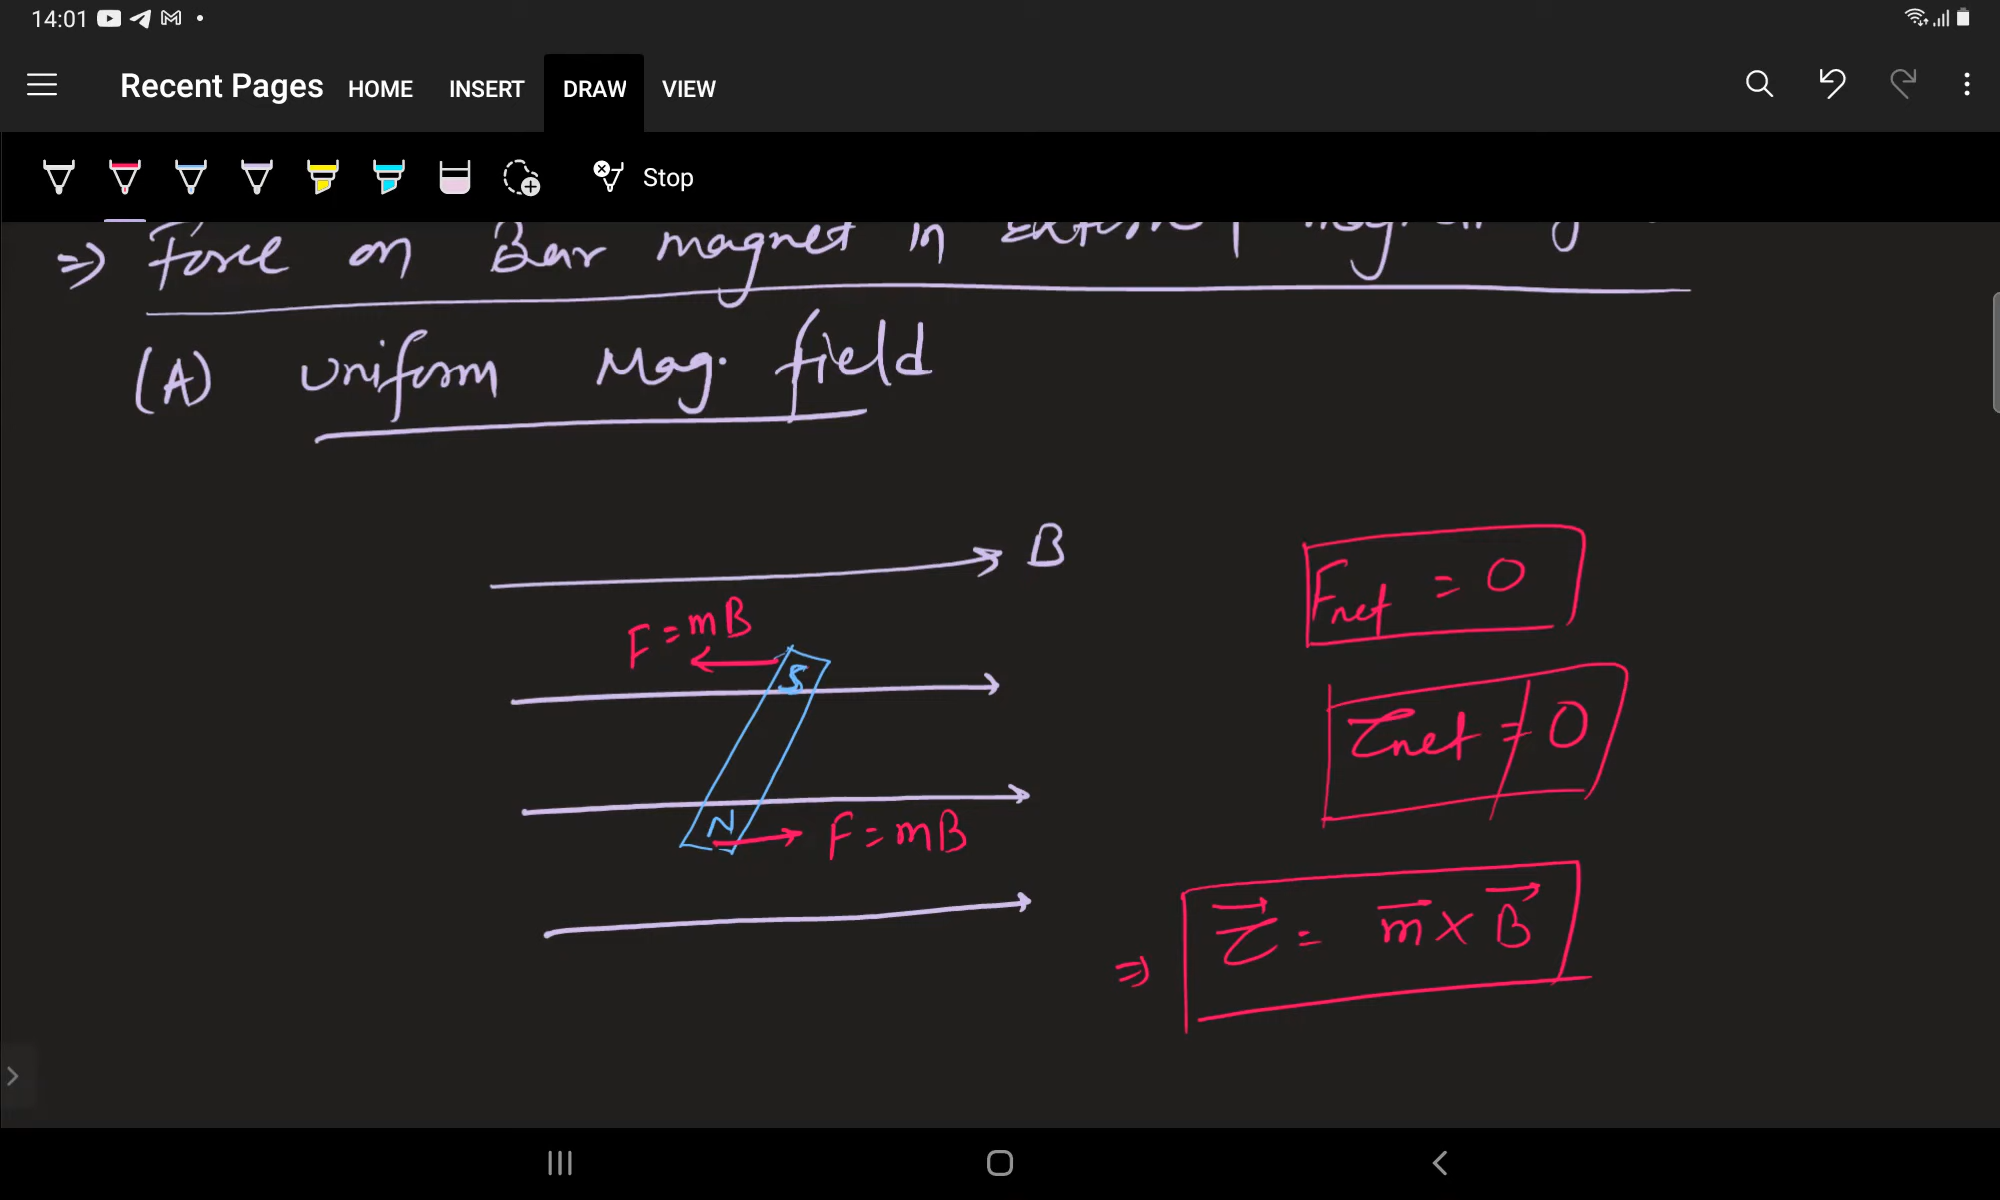 14:01
Recent Pages HOME INSERT DRAW VIEW
Stop
=> Force on Bar magnet in
(A) Uniform Mag. field
B
F = mB
S
N
F = mB
Fnet = 0
τnet ≠ 0
=> τ⃗ = m⃗ × B⃗